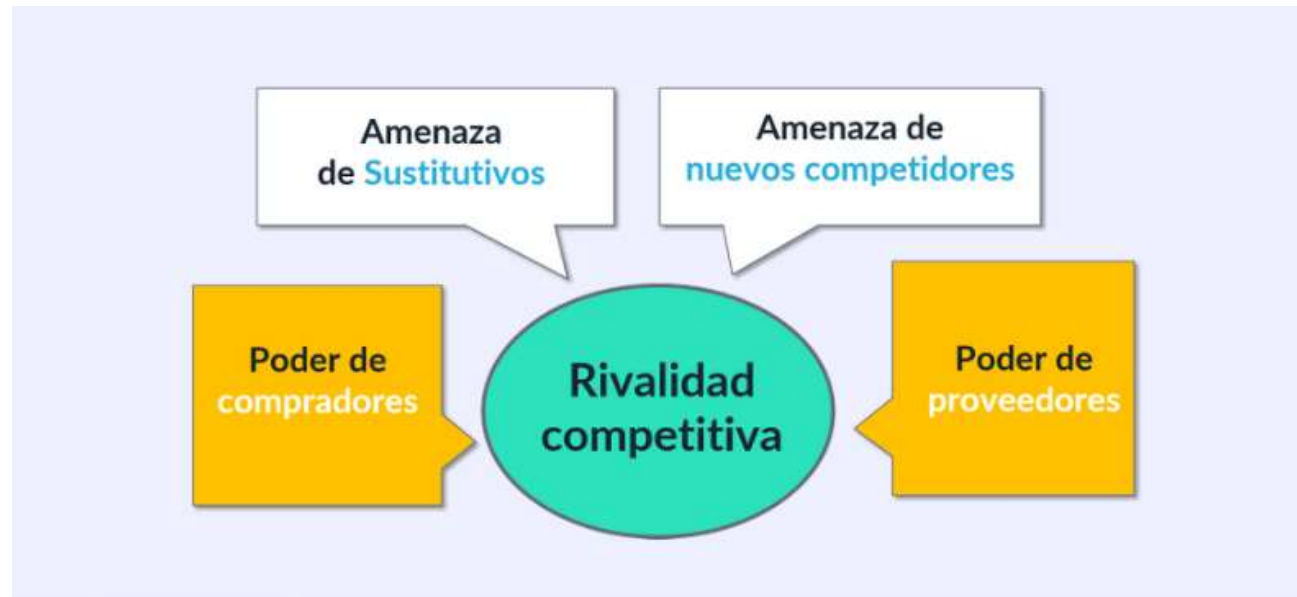 Amenaza
de Sustitutivos
Amenaza de
nuevos competidores
Poder de
compradores
Rivalidad
competitiva
Poder de
proveedores